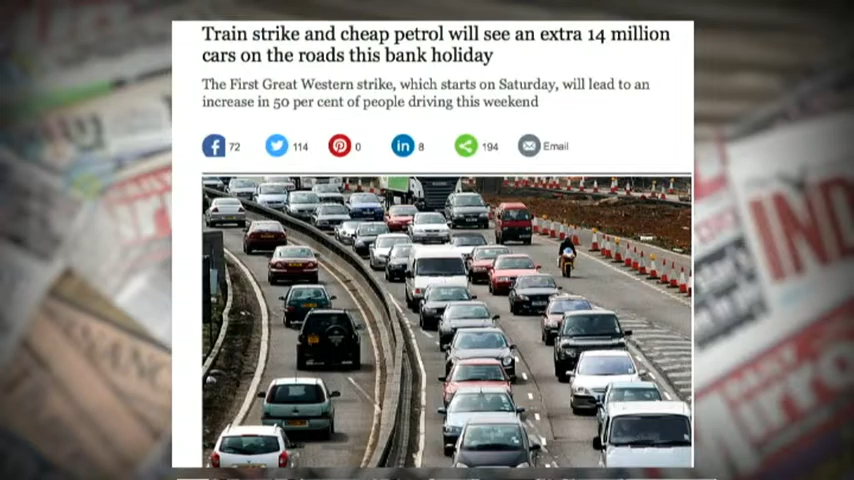 Train strike and cheap petrol will see an extra 14 million
cars on the roads this bank holiday
The First Great Western strike, which starts on Saturday, will lead to an
increase in 50 per cent of people driving this weekend
f 72 114 0 in 8 194 Email
IND
Mirror